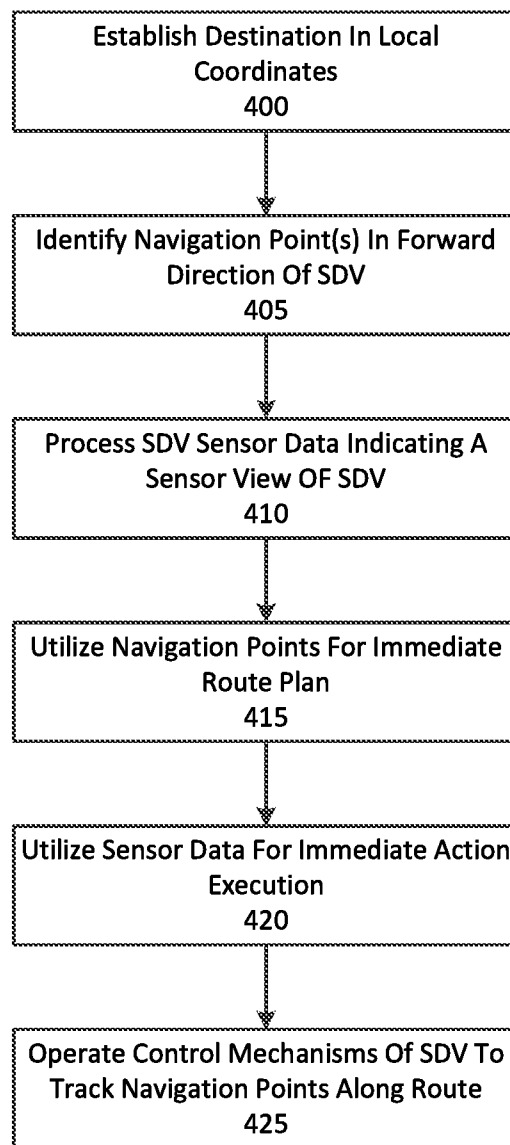 Establish Destination In Local
Coordinates
400
Identify Navigation Point(s) In Forward
Direction Of SDV
405
Process SDV Sensor Data Indicating A
Sensor View OF SDV
410
Utilize Navigation Points For Immediate
Route Plan
415
Utilize Sensor Data For Immediate Action
Execution
420
Operate Control Mechanisms Of SDV To
Track Navigation Points Along Route
425